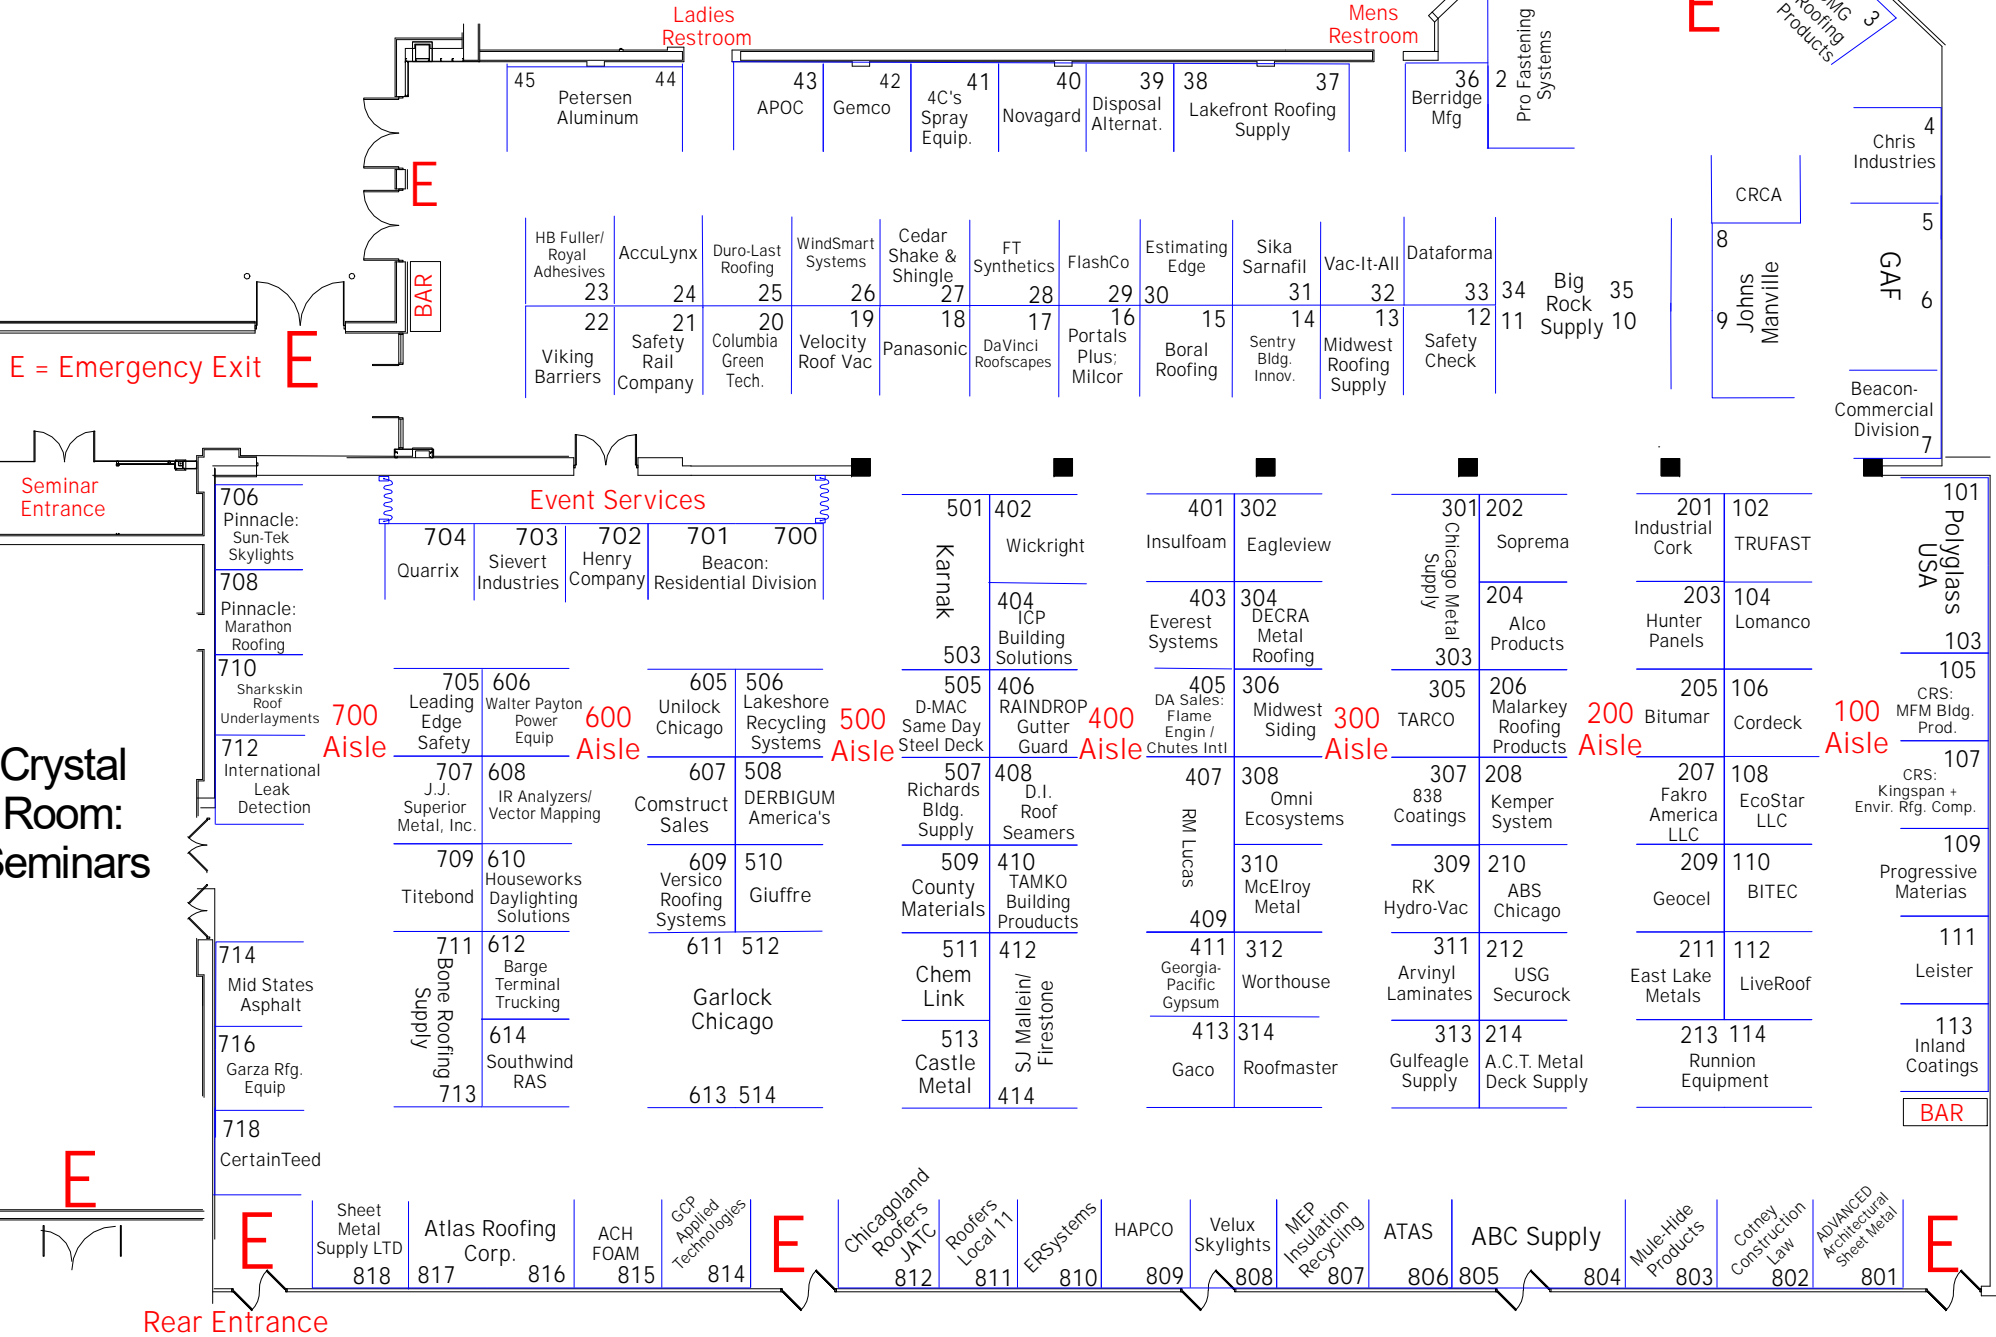 Ladies
Restroom
Mens
Restroom
E
MG
Roofing
Products
3
45
44
Petersen
Aluminum
43
APOC
42
Gemco
41
4C's
Spray
Equip.
40
Novagard
39
Disposal
Alternat.
38
37
Lakefront Roofing
Supply
36
Berridge
Mfg
2
Pro Fastening
Systems
4
Chris
Industries
E
BAR
CRCA
HB Fuller/
Royal
Adhesives
23
AccuLynx
24
Duro-Last
Roofing
25
WindSmart
Systems
26
Cedar
Shake &
Shingle
27
FT
Synthetics
28
FlashCo
29
Estimating
Edge
30
Sika
Sarnafil
31
Vac-It-All
32
Dataforma
33
34
35
Big
Rock
Supply
11
10
8
9
Johns
Manville
5
GAF
6
22
Viking
Barriers
21
Safety
Rail
Company
20
Columbia
Green
Tech.
19
Velocity
Roof Vac
18
Panasonic
17
DaVinci
Roofscapes
16
Portals
Plus;
Milcor
15
Boral
Roofing
14
Sentry
Bldg.
Innov.
13
Midwest
Roofing
Supply
12
Safety
Check
Beacon-
Commercial
Division
7
E = Emergency Exit
E
Seminar
Entrance
Event Services
706
Pinnacle:
Sun-Tek
Skylights
708
Pinnacle:
Marathon
Roofing
710
Sharkskin
Roof
Underlayments
712
International
Leak
Detection
714
Mid States
Asphalt
716
Garza Rfg.
Equip
718
CertainTeed
Crystal
Room:
Seminars
E
704
Quarrix
703
Sievert
Industries
702
Henry
Company
701
700
Beacon:
Residential Division
700
Aisle
705
Leading
Edge
Safety
606
Walter Payton
Power
Equip
707
J.J.
Superior
Metal, Inc.
608
IR Analyzers/
Vector Mapping
709
Titebond
610
Houseworks
Daylighting
Solutions
711
Bone Roofing
Supply
713
612
Barge
Terminal
Trucking
614
Southwind
RAS
600
Aisle
605
Unilock
Chicago
506
Lakeshore
Recycling
Systems
607
Comstruct
Sales
508
DERBIGUM
America's
609
Versico
Roofing
Systems
510
Giuffre
611
512
Garlock
Chicago
613
514
500
Aisle
501
Karnak
503
402
Wickright
404
ICP
Building
Solutions
505
D-MAC
Same Day
Steel Deck
406
RAINDROP
Gutter
Guard
507
Richards
Bldg.
Supply
408
D.I.
Roof
Seamers
509
County
Materials
410
TAMKO
Building
Prouducts
511
Chem
Link
513
Castle
Metal
412
SJ Mallein/
Firestone
414
400
Aisle
401
Insulfoam
302
Eagleview
403
Everest
Systems
304
DECRA
Metal
Roofing
405
DA Sales:
Flame
Engin /
Chutes Intl
306
Midwest
Siding
407
RM Lucas
409
308
Omni
Ecosystems
310
McElroy
Metal
411
Georgia-
Pacific
Gypsum
312
Worthouse
413
Gaco
314
Roofmaster
300
Aisle
301
Chicago Metal
Supply
303
202
Soprema
204
Alco
Products
305
TARCO
206
Malarkey
Roofing
Products
307
838
Coatings
208
Kemper
System
309
RK
Hydro-Vac
210
ABS
Chicago
311
Arvinyl
Laminates
212
USG
Securock
313
Gulfeagle
Supply
214
A.C.T. Metal
Deck Supply
200
Aisle
201
Industrial
Cork
102
TRUFAST
203
Hunter
Panels
104
Lomanco
205
Bitumar
106
Cordeck
207
Fakro
America
LLC
108
EcoStar
LLC
209
Geocel
110
BITEC
211
East Lake
Metals
112
LiveRoof
213
114
Runnion
Equipment
100
Aisle
101
Polyglass
USA
103
105
CRS:
MFM Bldg.
Prod.
107
CRS:
Kingspan +
Envir. Rfg. Comp.
109
Progressive
Materias
111
Leister
113
Inland
Coatings
BAR
E
Sheet
Metal
Supply LTD
818
Atlas Roofing
Corp.
817
816
ACH
FOAM
815
GCP
Applied
Technologies
814
E
Chicagoland
Roofers
JATC
812
Roofers
Local 11
811
ERSystems
810
HAPCO
809
Velux
Skylights
808
MEP
Insulation
Recycling
807
ATAS
806
ABC Supply
805
804
Mule-Hide
Products
803
Cotney
Construction
Law
802
ADVANCED
Architectural
Sheet Metal
801
E
Rear Entrance